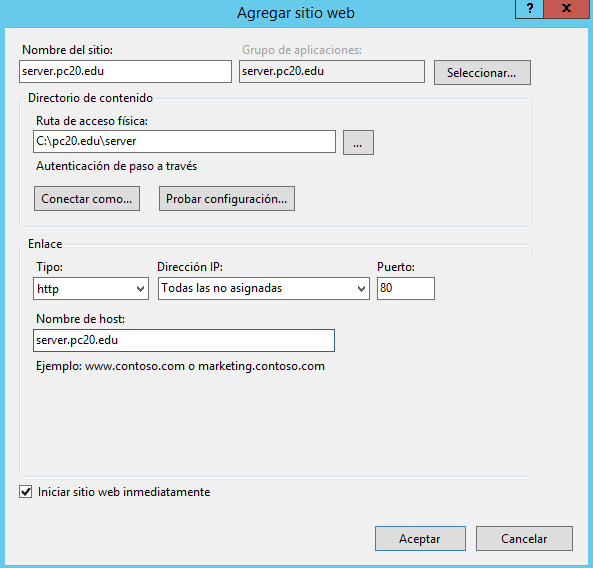 Agregar sitio web
? x
Nombre del sitio: Grupo de aplicaciones:
server.pc20.edu server.pc20.edu Seleccionar...
Directorio de contenido
Ruta de acceso física:
C:\pc20.edu\server ...
Autenticación de paso a través
Conectar como... Probar configuración...
Enlace
Tipo: Dirección IP: Puerto:
http Todas las no asignadas 80
Nombre de host:
server.pc20.edu
Ejemplo: www.contoso.com o marketing.contoso.com
Iniciar sitio web inmediatamente
Aceptar Cancelar